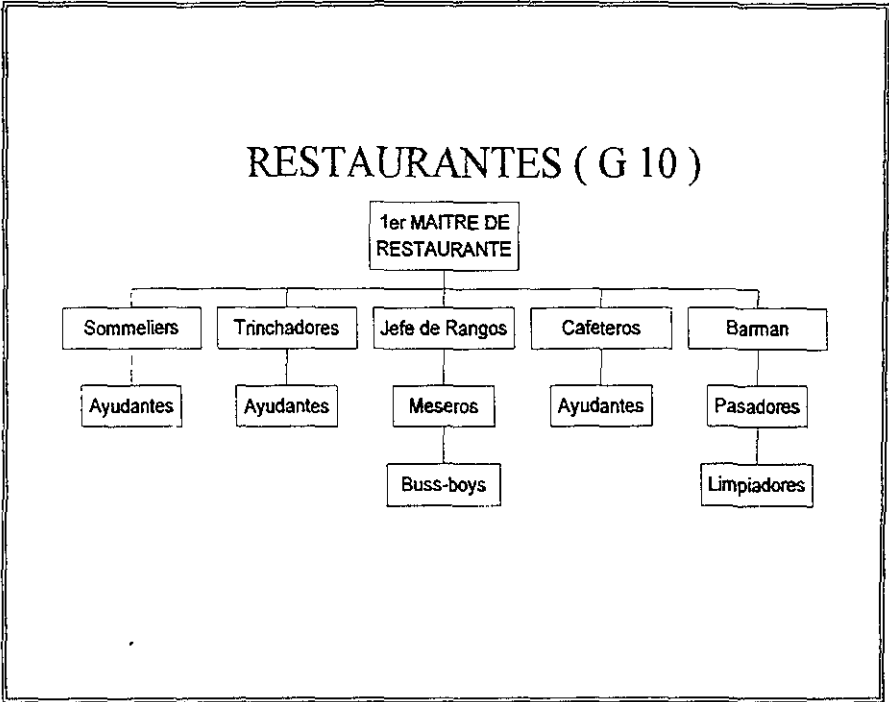 RESTAURANTES ( G 10 )
1er MAITRE DE
RESTAURANTE
Sommeliers
Trinchadores
Jefe de Rangos
Cafeteros
Barman
Ayudantes
Ayudantes
Meseros
Ayudantes
Pasadores
Buss-boys
Limpiadores